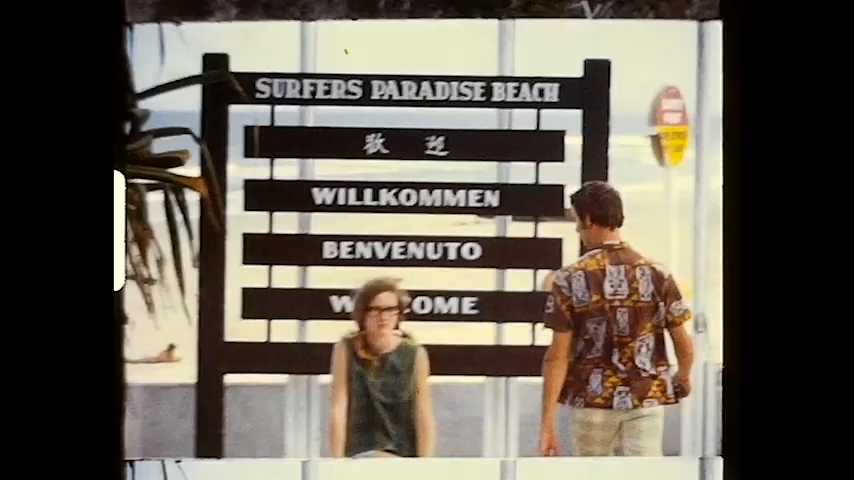 SURFERS PARADISE BEACH
歡迎
WILLKOMMEN
BENVENUTO
W COME